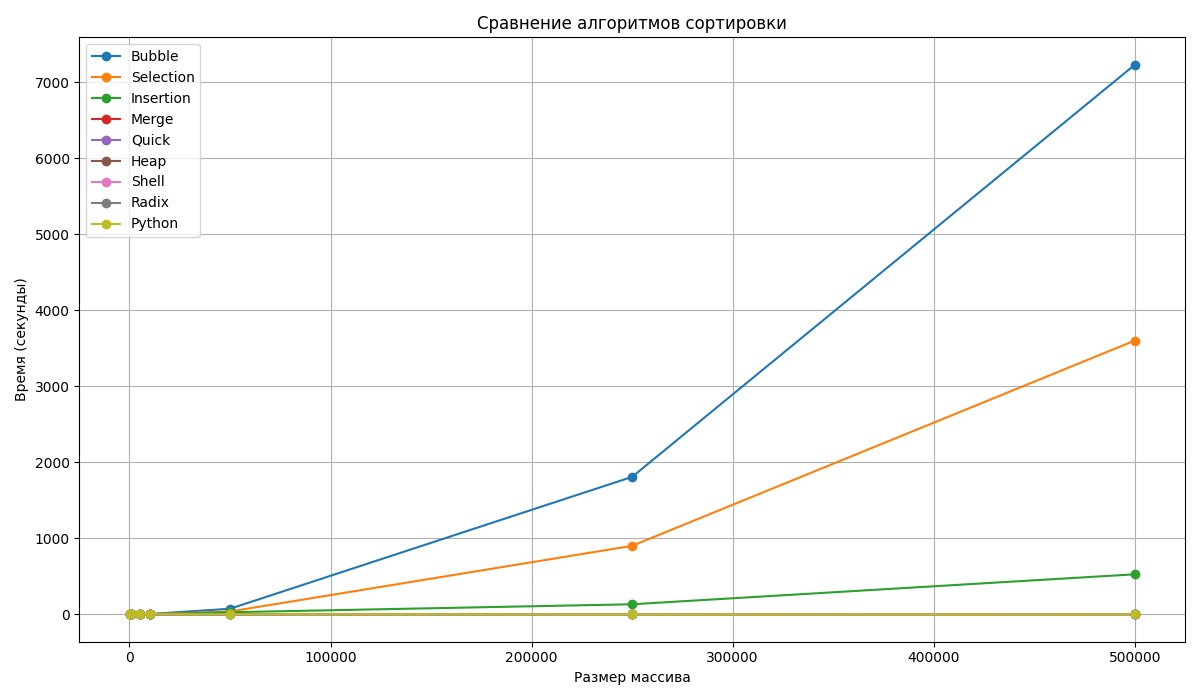 Сравнение алгоритмов сортировки
Bubble
Selection
Insertion
Merge
Quick
Heap
Shell
Radix
Python
7000
6000
5000
4000
3000
2000
1000
0
Время (секунды)
0
100000
200000
300000
400000
500000
Размер массива